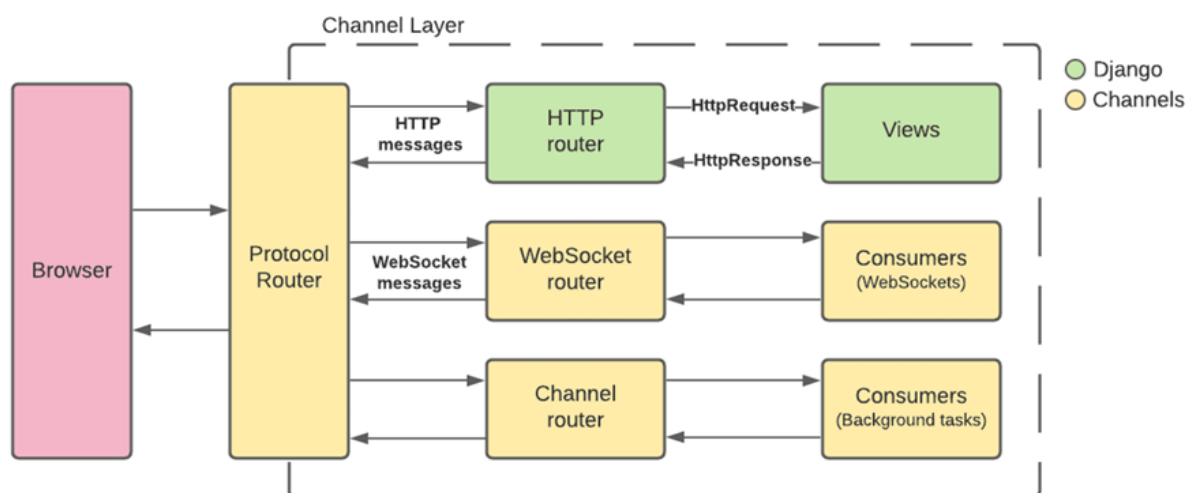 Channel Layer
Django
Channels
Browser
Protocol
Router
HTTP
messages
HTTP
router
HttpRequest
HttpResponse
Views
WebSocket
messages
WebSocket
router
Consumers
(WebSockets)
Channel
router
Consumers
(Background tasks)